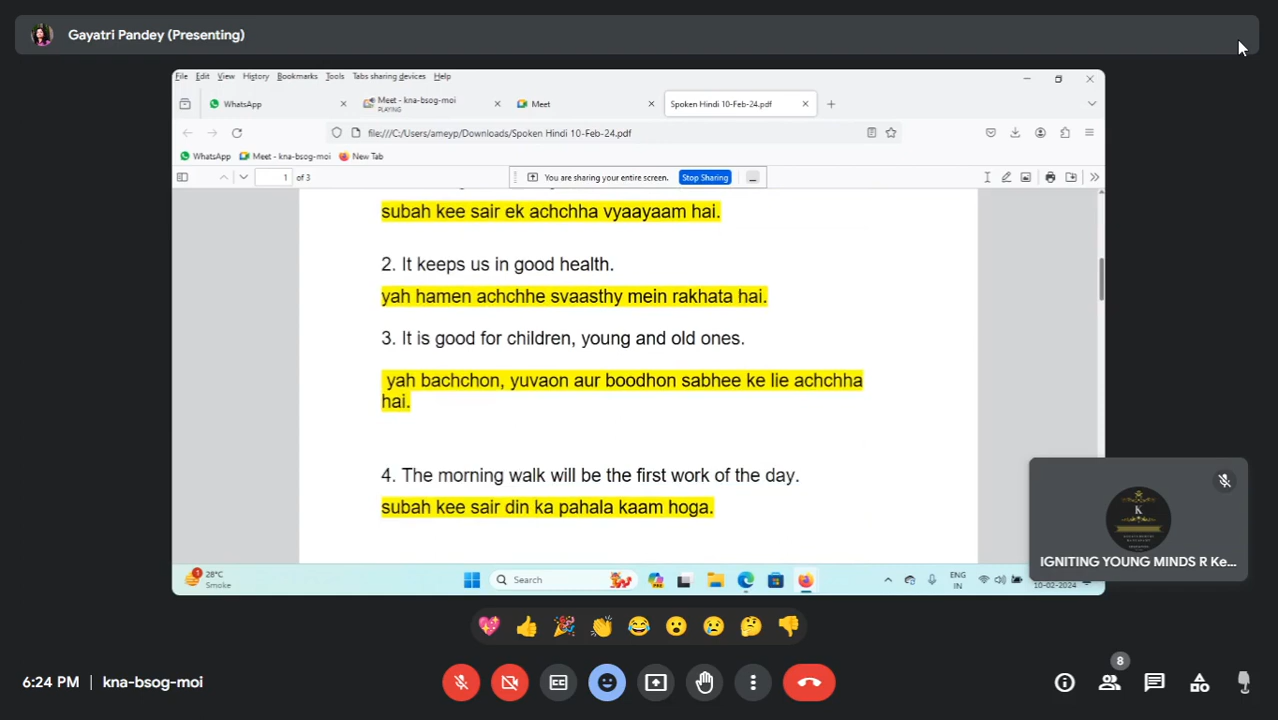 Gayatri Pandey (Presenting)
File Edit View History Bookmarks Tools Tabs sharing devices Help
WhatsApp Meet - kna-bsog-moi Meet Spoken Hindi 10-Feb-24.pdf
PLAYING
file:///C:/Users/ameyp/Downloads/Spoken Hindi 10-Feb-24.pdf
WhatsApp Meet - kna-bsog-moi New Tab
1 of 3 You are sharing your entire screen. Stop Sharing
subah kee sair ek achchha vyaayaam hai.
2. It keeps us in good health.
yah hamen achchhe svaasthy mein rakhata hai.
3. It is good for children, young and old ones.
yah bachchon, yuvaon aur boodhon sabhee ke lie achchha
hai.
4. The morning walk will be the first work of the day.
subah kee sair din ka pahala kaam hoga.
K
IGNITING YOUNG MINDS R Ke...
1 28°C
Smoke
Search
ENG
IN
10-02-2024
8
6:24 PM | kna-bsog-moi